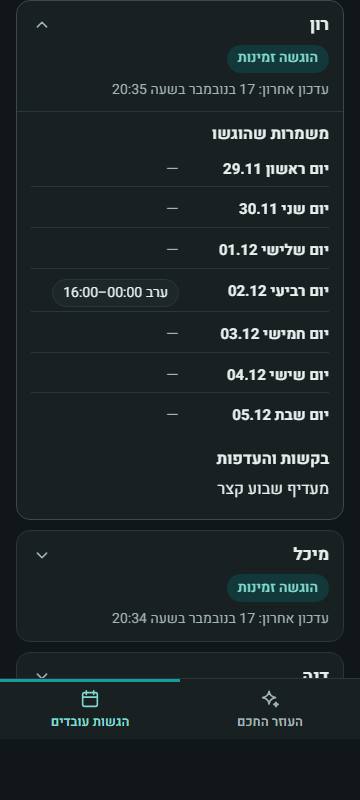 רון
הוגשה זמינות
עדכון אחרון: 17 בנובמבר בשעה 20:35
משמרות שהוגשו
יום ראשון 29.11 —
יום שני 30.11 —
יום שלישי 01.12 —
יום רביעי 02.12 ערב 16:00–00:00
יום חמישי 03.12 —
יום שישי 04.12 —
יום שבת 05.12 —
בקשות והעדפות
מעדיף שבוע קצר
מיכל
הוגשה זמינות
עדכון אחרון: 17 בנובמבר בשעה 20:34
דנה
העוזר החכם
הגשות עובדים